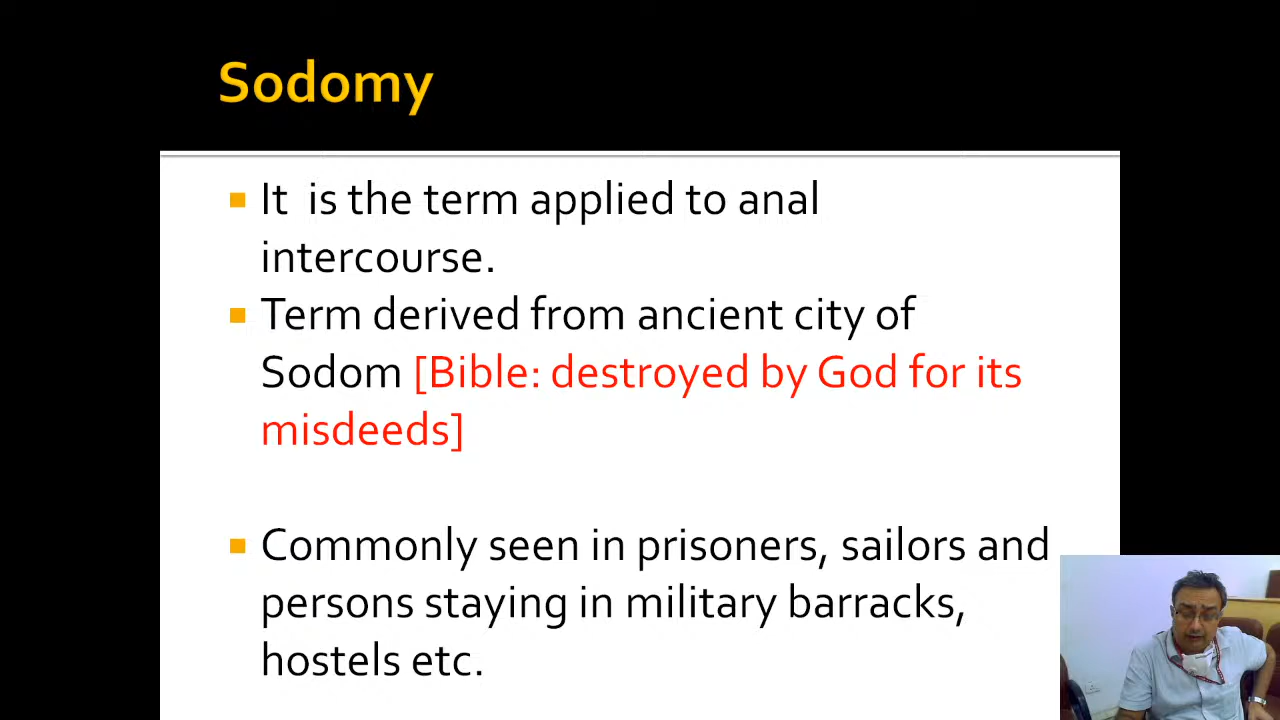 Sodomy
It is the term applied to anal
intercourse.
Term derived from ancient city of
Sodom [Bible: destroyed by God for its
misdeeds]
Commonly seen in prisoners, sailors and
persons staying in military barracks,
hostels etc.